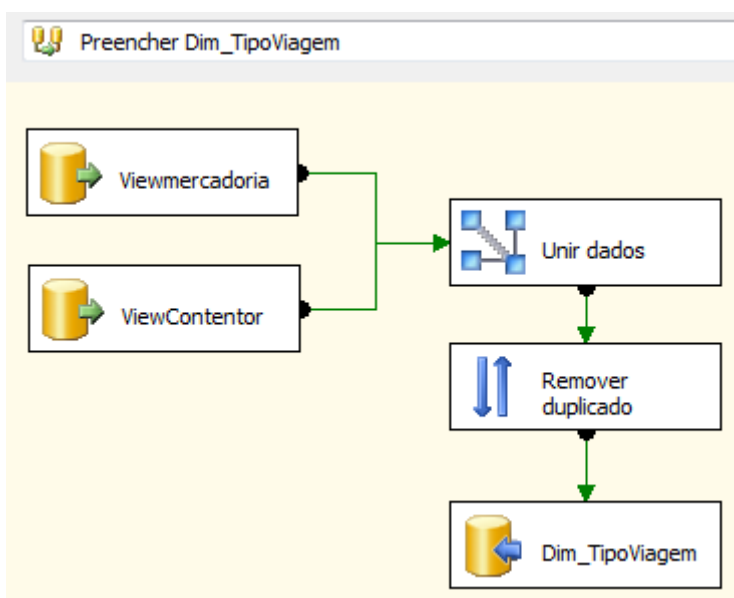 Preencher Dim_TipoViagem
Viewmercadoria
ViewContentor
Unir dados
Remover
duplicado
Dim_TipoViagem